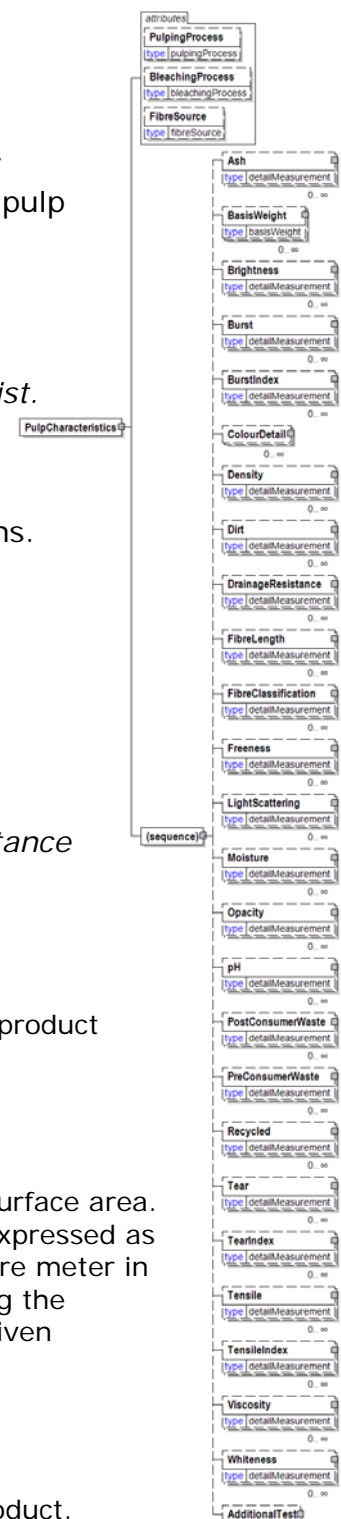 attributes
PulpingProcess
type pulpingProcess
BleachingProcess
type bleachingProcess
FibreSource
type fibreSource
pulp
ist.
ns.
tance
product
urface area.
expressed as
re meter in
g the
iven
oduct.
PulpCharacteristics
(sequence)
Ash
type detailMeasurement
0.. ∞
BasisWeight
type basisWeight
0.. ∞
Brightness
type detailMeasurement
0.. ∞
Burst
type detailMeasurement
0.. ∞
BurstIndex
type detailMeasurement
0.. ∞
ColourDetail
0.. ∞
Density
type detailMeasurement
0.. ∞
Dirt
type detailMeasurement
0.. ∞
DrainageResistance
type detailMeasurement
0.. ∞
FibreLength
type detailMeasurement
0.. ∞
FibreClassification
type detailMeasurement
0.. ∞
Freeness
type detailMeasurement
0.. ∞
LightScattering
type detailMeasurement
0.. ∞
Moisture
type detailMeasurement
0.. ∞
Opacity
type detailMeasurement
0.. ∞
pH
type detailMeasurement
0.. ∞
PostConsumerWaste
type detailMeasurement
0.. ∞
PreConsumerWaste
type detailMeasurement
0.. ∞
Recycled
type detailMeasurement
0.. ∞
Tear
type detailMeasurement
0.. ∞
TearIndex
type detailMeasurement
0.. ∞
Tensile
type detailMeasurement
0.. ∞
TensileIndex
type detailMeasurement
0.. ∞
Viscosity
type detailMeasurement
0.. ∞
Whiteness
type detailMeasurement
0.. ∞
AdditionalTest